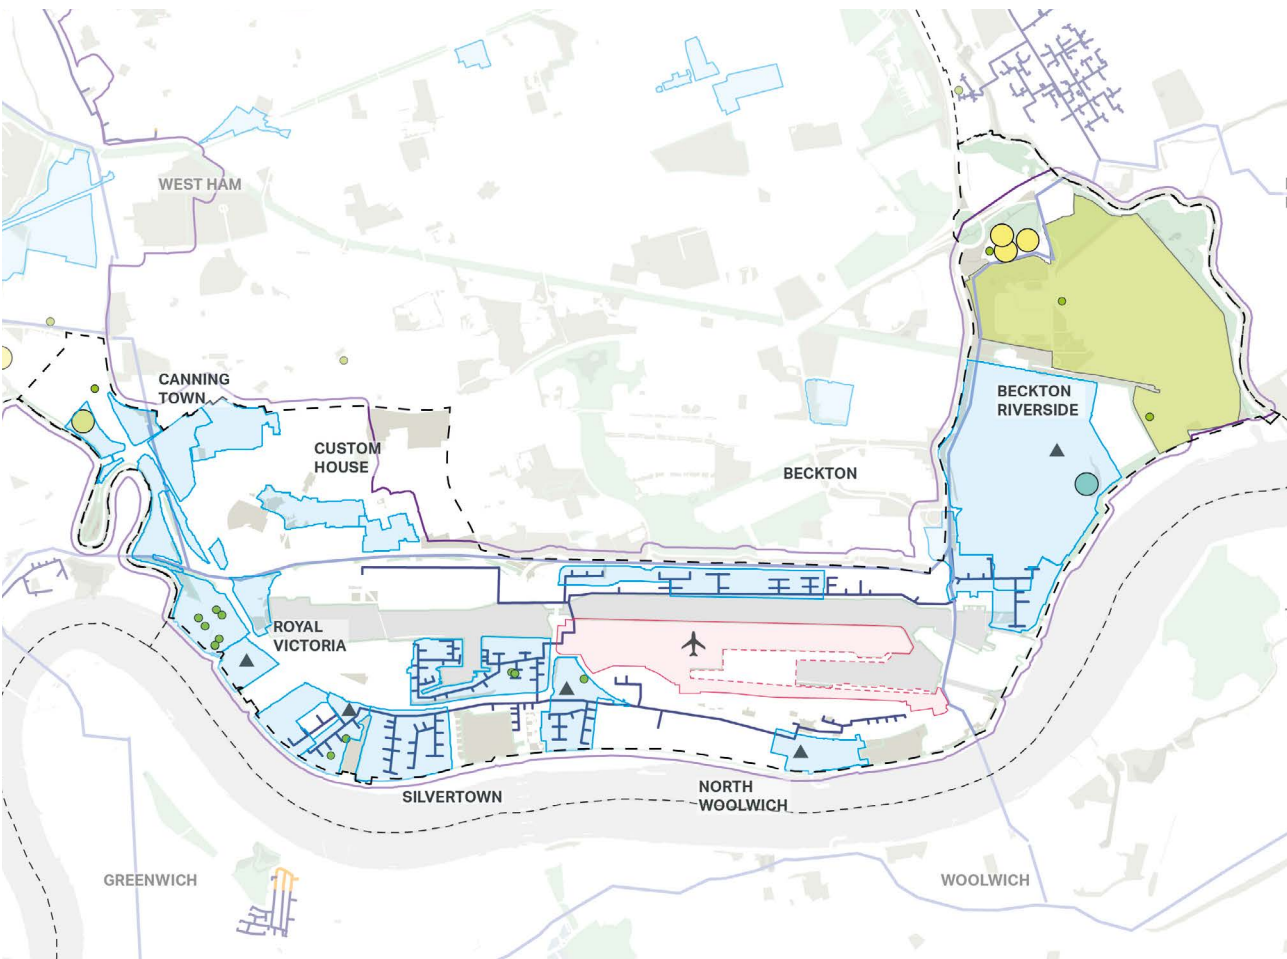 WEST HAM
CANNING
TOWN
CUSTOM
HOUSE
BECKTON
RIVERSIDE
BECKTON
ROYAL
VICTORIA
SILVERTOWN
NORTH
WOOLWICH
GREENWICH
WOOLWICH